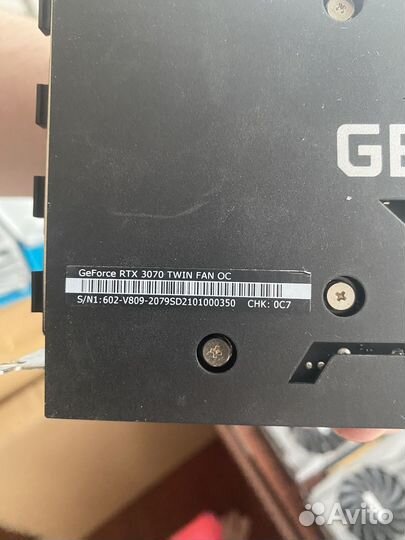 GE
GeForce RTX 3070 TWIN FAN OC
S/N1:602-V809-2079SD2101000350 CHK: 0C7
Avito